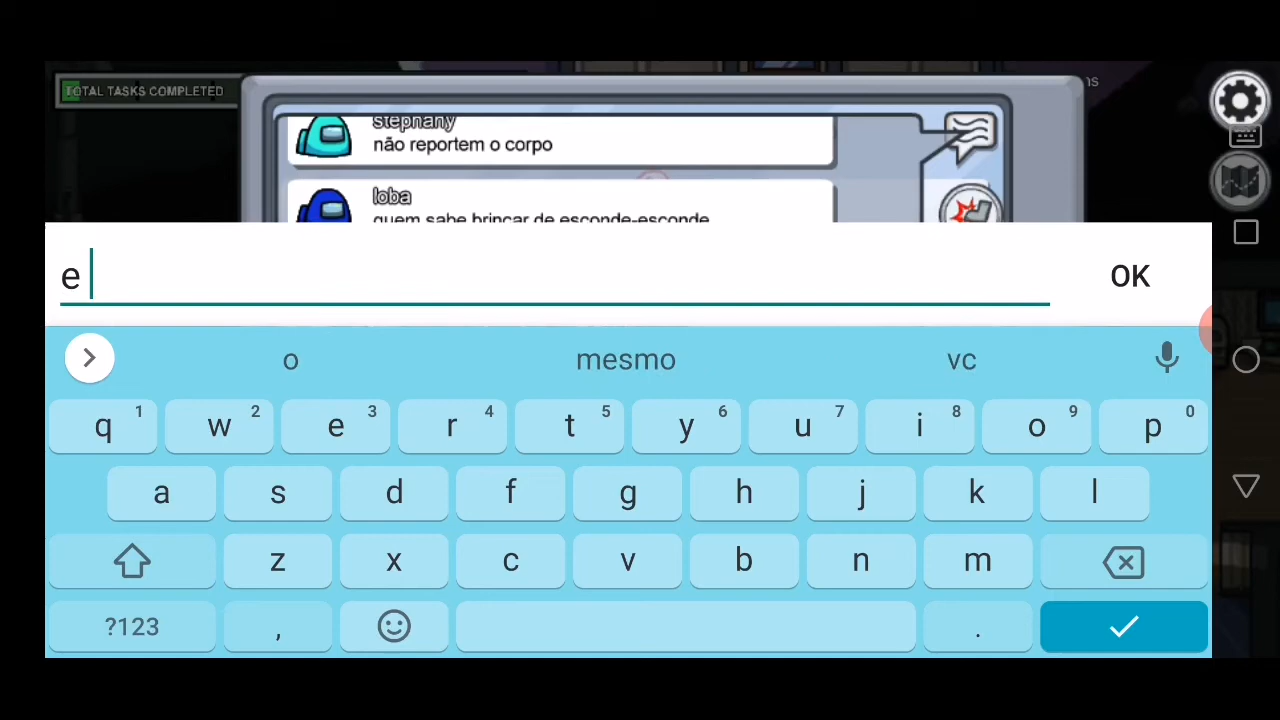 TOTAL TASKS COMPLETED
ns
stephany
não reportem o corpo
loba
quem sabe brincar de esconde-esconde
e
OK
o mesmo vc
q 1 w 2 e 3 r 4 t 5 y 6 u 7 i 8 o 9 p 0
a s d f g h j k l
z x c v b n m
?123 , .